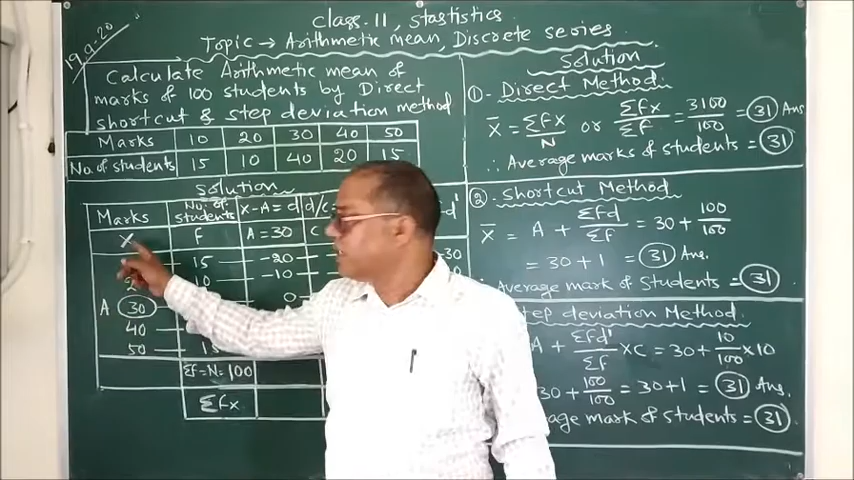 19.9.20
Class-11, Stastistics
Topic → Arithmetic mean, Discrete series
Calculate Arithmetic mean of
marks of 100 students by Direct
shortcut & step deviation method
Marks 10 20 30 40 50
No. of students 15 10 40 20 15
Solution
Marks No. of students X-A=d d/c
X f A=30 C
15 -20 -30
10 -10
A 30 0
40
50 15
Σf=N=100
Σfx
Solution
①- Direct Method
X̄ = Σfx/N or Σfx/Σf = 3100/100 = 31 Ans
∴ Average marks of students = 31
② - Shortcut Method
X̄ = A + Σfd/Σf = 30 + 100/100
= 30 + 1 = 31 Ans.
Average Marks of Students = 31
step deviation Method
A + Σfd'/Σf × C = 30 + 10/100 × 10
30 + 100/100 = 30 + 1 = 31 Ans.
mark of students = 31